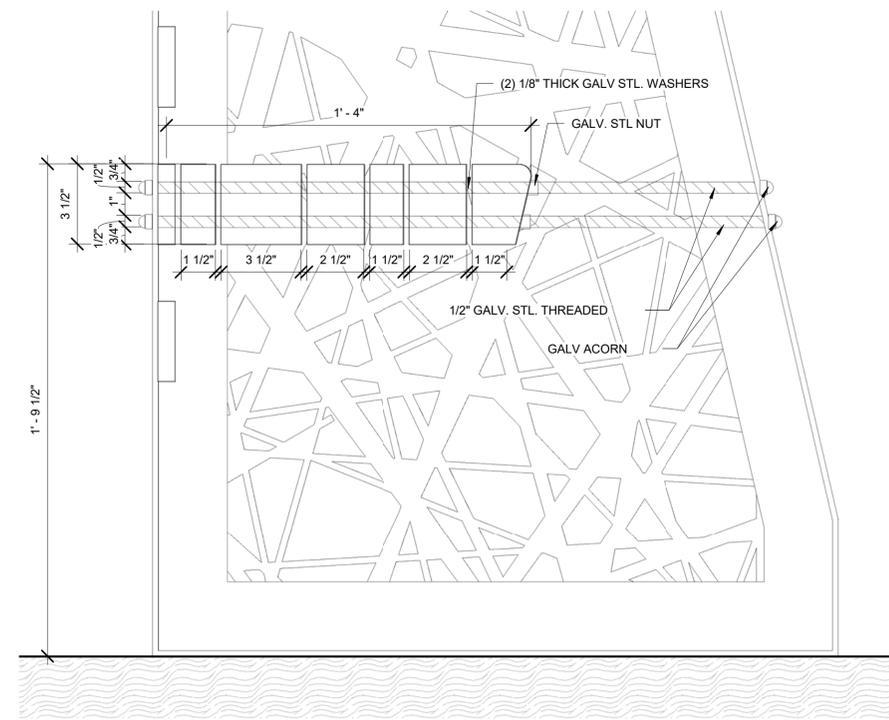 (2) 1/8" THICK GALV STL. WASHERS
1' - 4"
GALV. STL NUT
3 1/2"
1/2"
3/4"
1"
1/2"
3/4"
1 1/2"
3 1/2"
2 1/2"
1 1/2"
2 1/2"
1 1/2"
1/2" GALV. STL. THREADED
GALV ACORN
1' - 9 1/2"